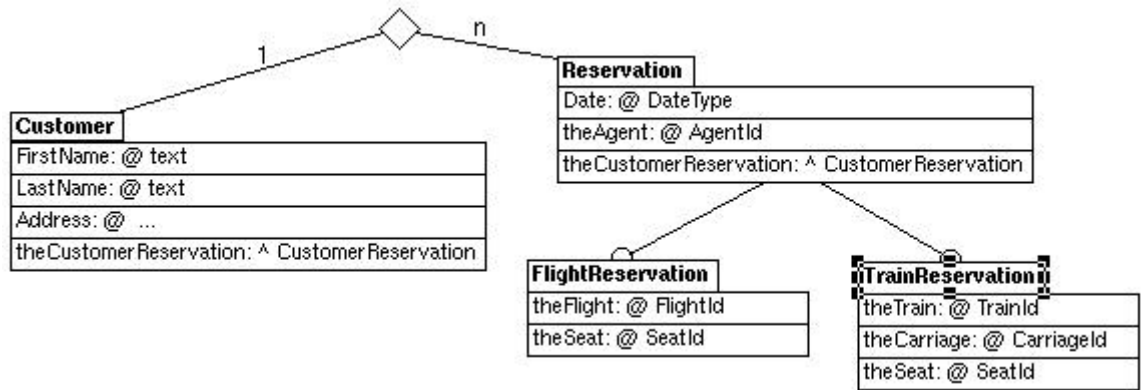 1
n
Customer
FirstName: @ text
LastName: @ text
Address: @ ...
theCustomerReservation: ^ CustomerReservation
Reservation
Date: @ DateType
theAgent: @ AgentId
theCustomerReservation: ^ CustomerReservation
FlightReservation
theFlight: @ FlightId
theSeat: @ SeatId
TrainReservation
theTrain: @ TrainId
theCarriage: @ CarriageId
theSeat: @ SeatId